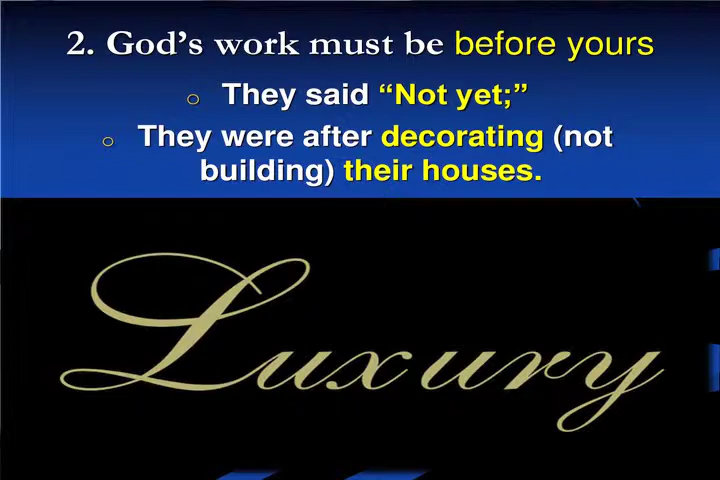 2. God’s work must be before yours
o They said “Not yet;”
o They were after decorating (not
building) their houses.
Luxury